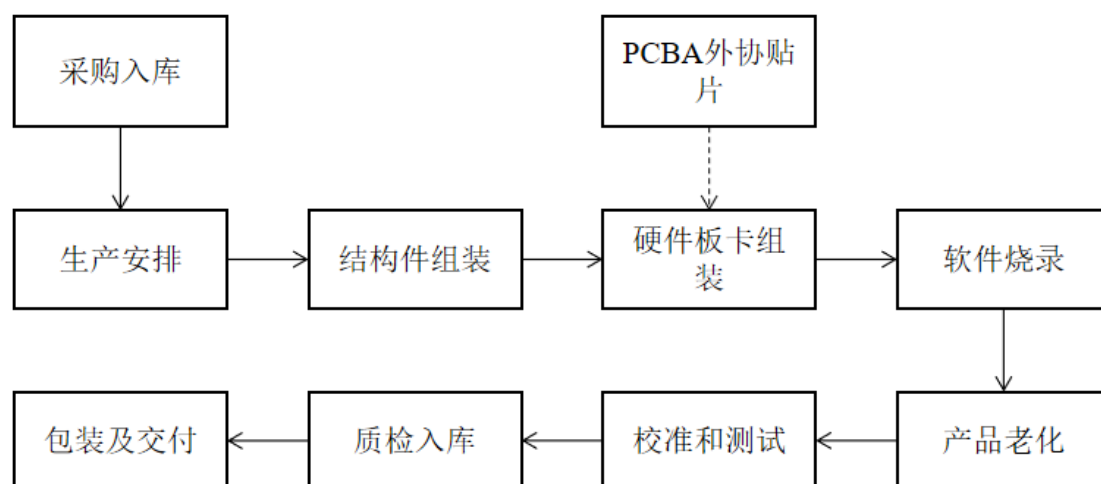 采购入库
PCBA外协贴
片
生产安排
结构件组装
硬件板卡组
装
软件烧录
包装及交付
质检入库
校准和测试
产品老化